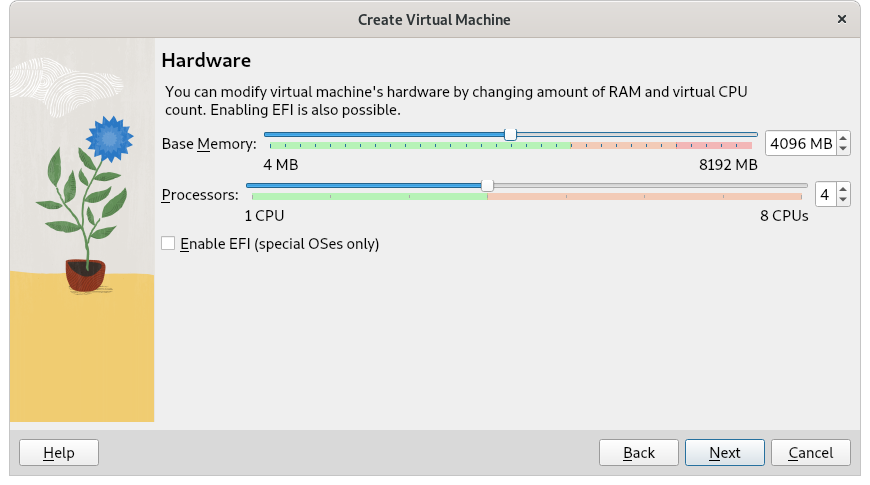 Create Virtual Machine
×
Hardware
You can modify virtual machine's hardware by changing amount of RAM and virtual CPU
count. Enabling EFI is also possible.
Base Memory: 4096 MB
4 MB 8192 MB
Processors: 4
1 CPU 8 CPUs
Enable EFI (special OSes only)
Help Back Next Cancel